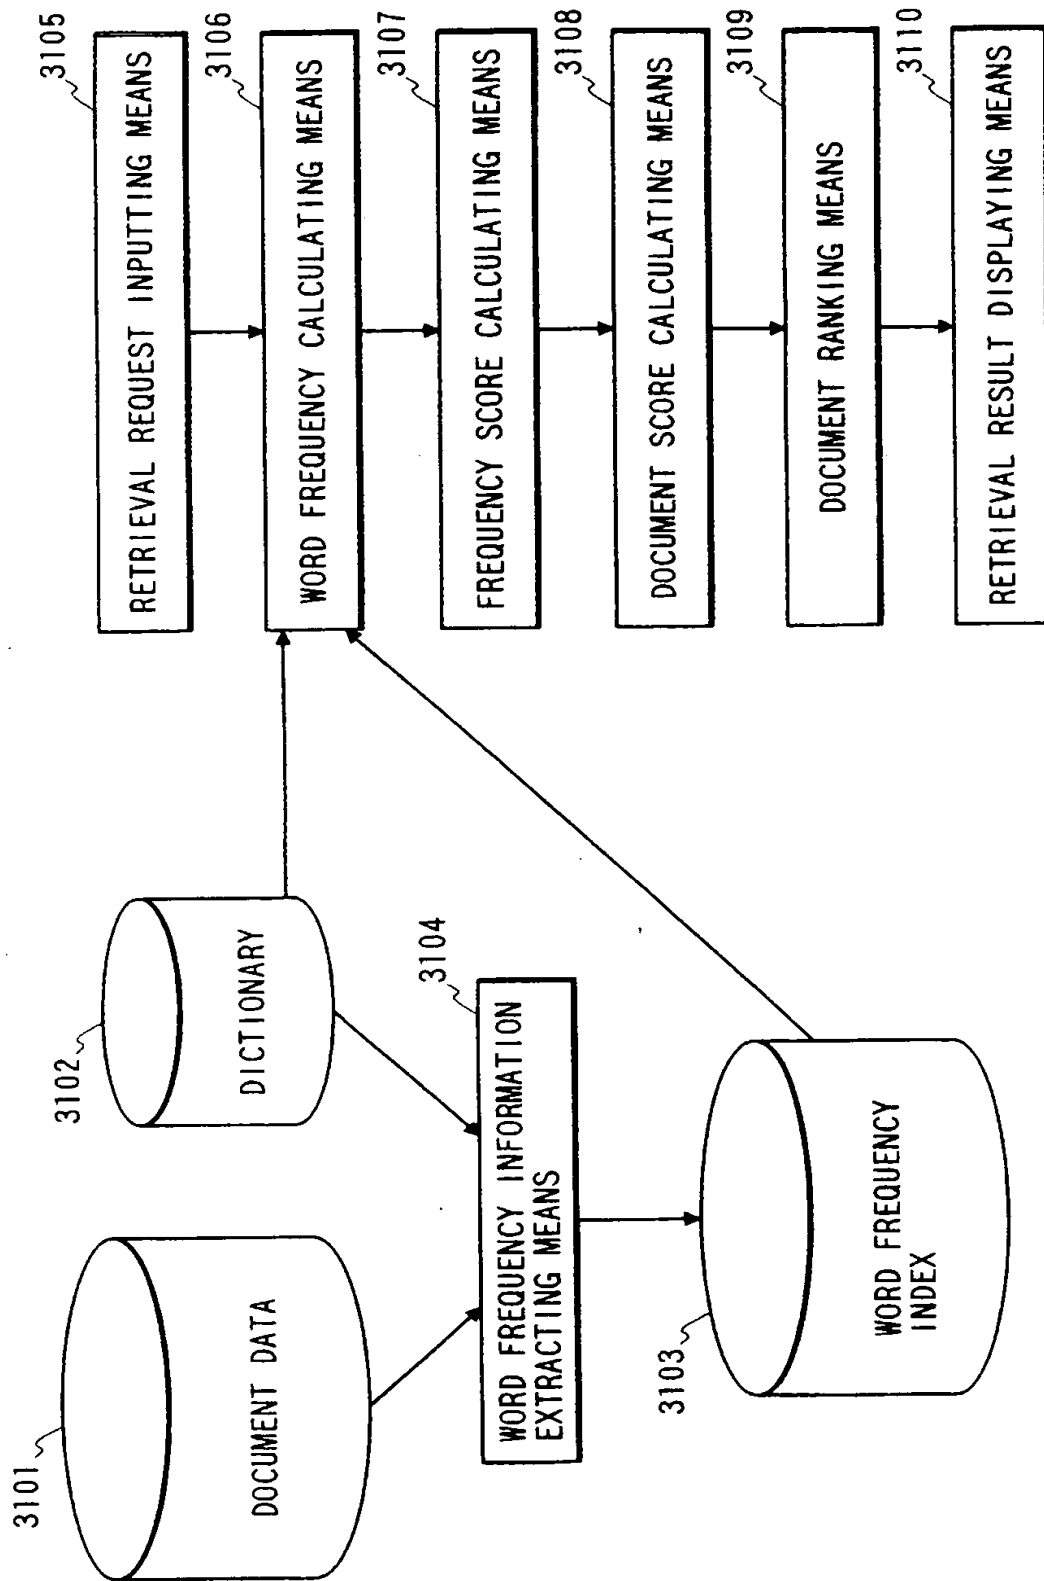 3101
DOCUMENT DATA
3102
DICTIONARY
3104
WORD FREQUENCY INFORMATION
EXTRACTING MEANS
3103
WORD FREQUENCY
INDEX
3105
RETRIEVAL REQUEST INPUTTING MEANS
3106
WORD FREQUENCY CALCULATING MEANS
3107
FREQUENCY SCORE CALCULATING MEANS
3108
DOCUMENT SCORE CALCULATING MEANS
3109
DOCUMENT RANKING MEANS
3110
RETRIEVAL RESULT DISPLAYING MEANS